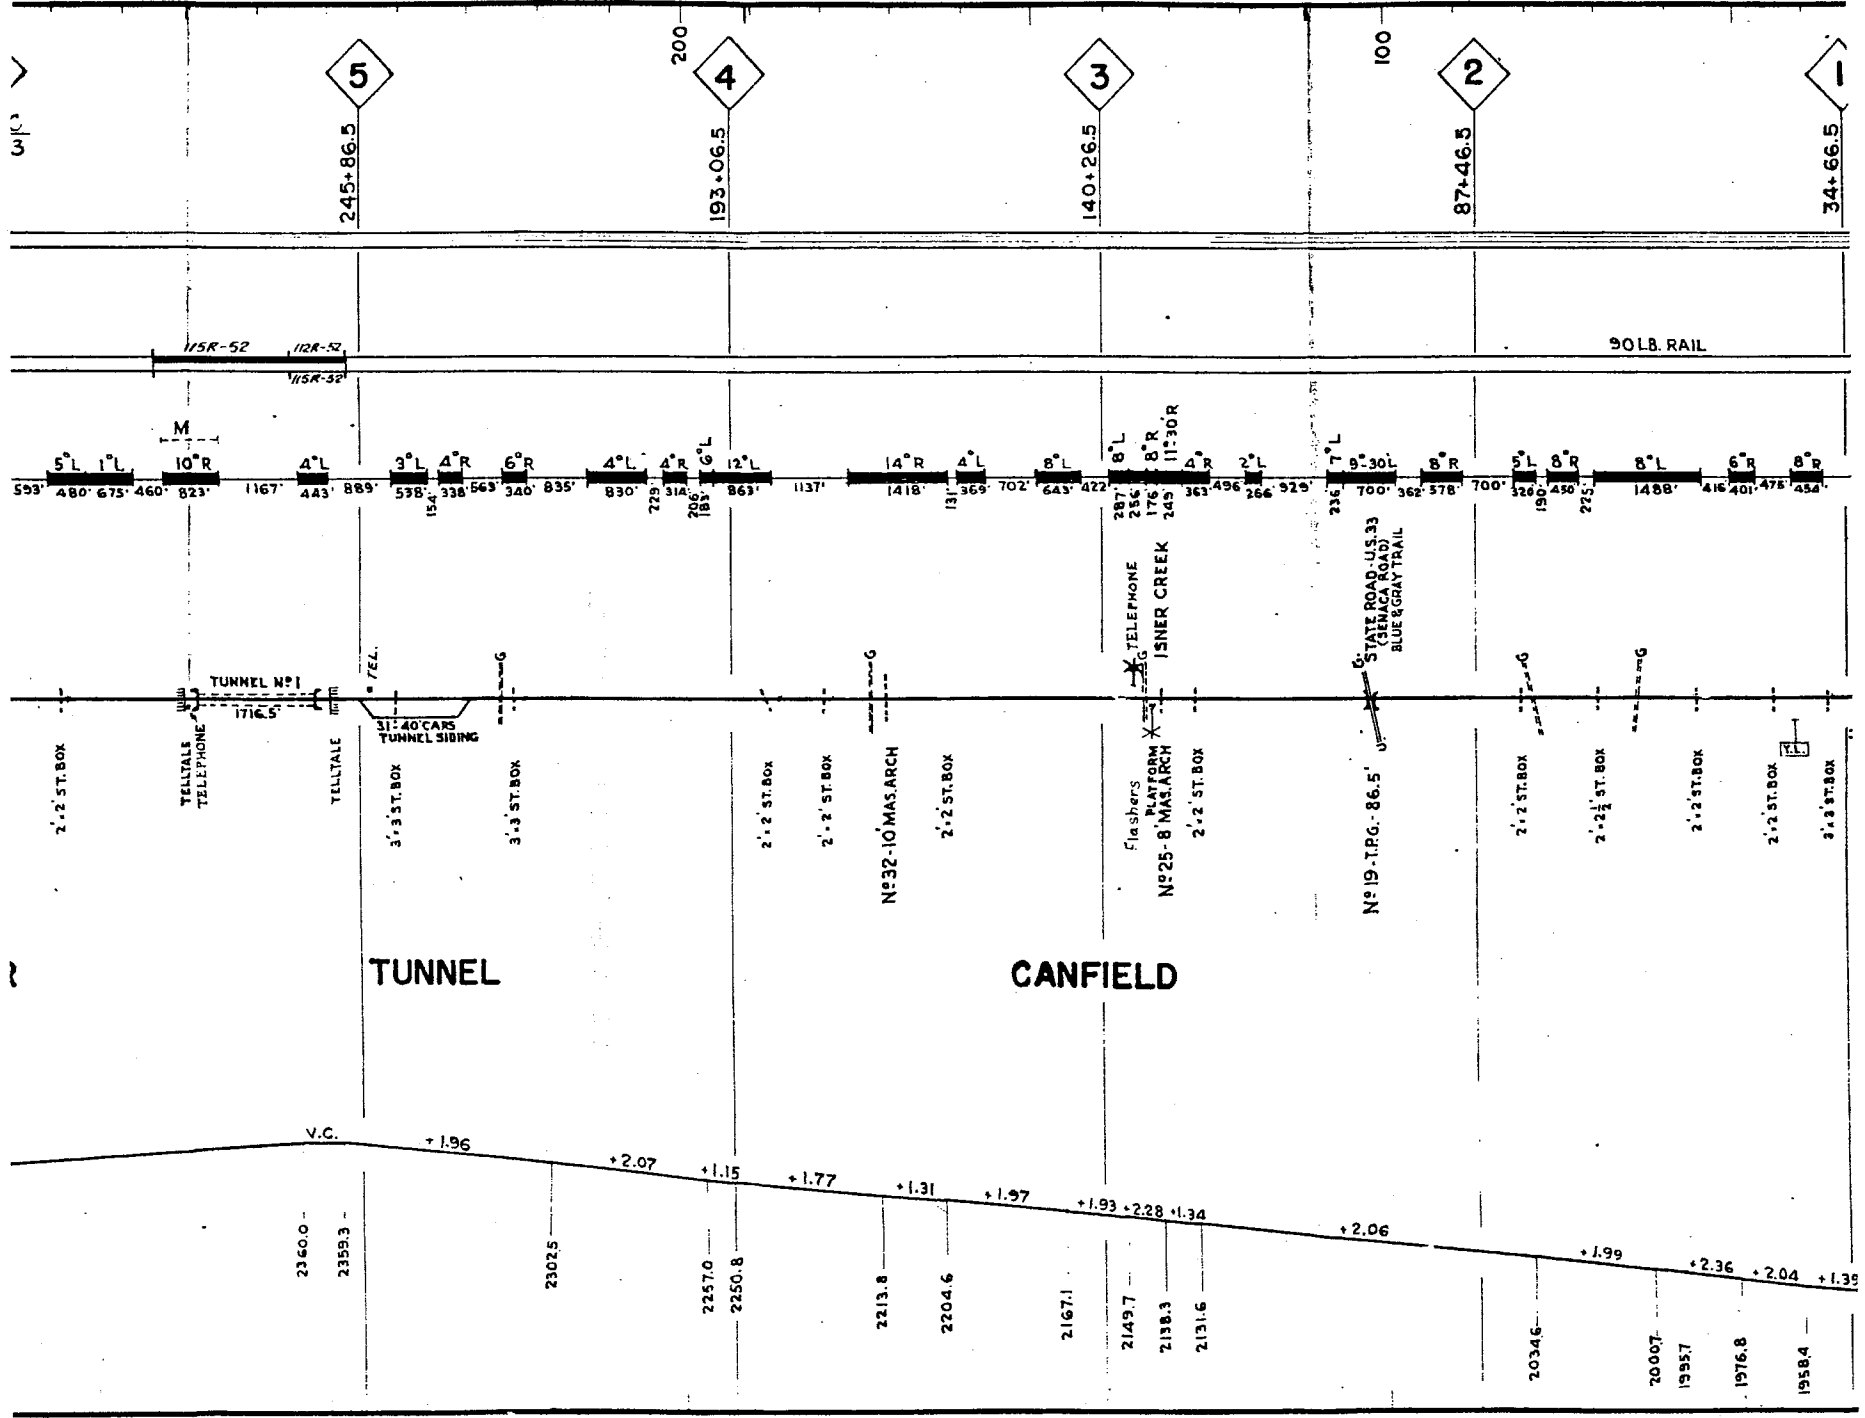 200
100
5
4
3
2
1
245+86.5
193+06.5
140+26.5
87+46.5
34+66.5
115R-52
112R-52
115R-52
90 LB. RAIL
M
5°L
1°L
10°R
4°L
3°L
4°R
6°R
4°L
4°R
6°L
12°L
14°R
4°L
8°L
8°L
8°R
11°-30'R
4°R
2°L
7°L
9°-30'L
8°R
5°L
8°R
8°L
6°R
8°R
593'
480'
675'
460'
823'
1167'
443'
889'
538'
154'
338'
563'
340'
835'
830'
229'
314'
206'
183'
863'
1137'
1418'
131'
369'
702'
643'
422'
287'
256'
176'
249'
363'
496'
266'
929'
236'
700'
362'
578'
700'
320'
190'
450'
225'
1488'
416'
401'
475'
454'
TELEPHONE
ISNER CREEK
STATE ROAD-U.S.33
(SENACA ROAD)
BLUE & GRAY TRAIL
TEL.
G
G
G
G
G
G
TUNNEL Nº 1
1716.5'
31-40' CARS
TUNNEL SIDING
Y.L.
2'x2' ST. BOX
TELLTALE
TELEPHONE
TELLTALE
3'x3' ST. BOX
3'x3' ST. BOX
2'x2' ST. BOX
2'x2' ST. BOX
Nº 32-10' MAS. ARCH
2'x2' ST. BOX
Flashers
PLATFORM
Nº 25-8' MAS. ARCH
2'x2' ST. BOX
Nº 19-T.P.G.-86.5'
2'x2' ST. BOX
2'x2½' ST. BOX
2'x2' ST. BOX
2'x2' ST. BOX
3'x3' ST. BOX
TUNNEL
CANFIELD
V.C.
+1.96
+2.07
+1.15
+1.77
+1.31
+1.97
+1.93
+2.28
+1.34
+2.06
+1.99
+2.36
+2.04
+1.39
2360.0
2359.3
2302.5
2257.0
2250.8
2213.8
2204.6
2167.1
2149.7
2138.3
2131.6
2034.6
2000.7
1995.7
1976.8
1958.4